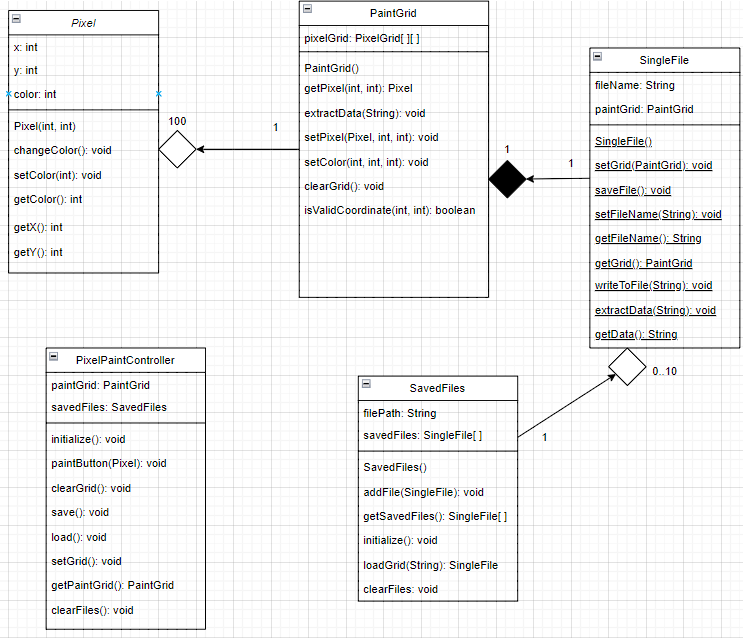 Pixel
x: int
y: int
color: int
Pixel(int, int)
changeColor(): void
setColor(int): void
getColor(): int
getX(): int
getY(): int
100
1
PaintGrid
pixelGrid: PixelGrid[ ][ ]
PaintGrid()
getPixel(int, int): Pixel
extractData(String): void
setPixel(Pixel, int, int): void
setColor(int, int, int): void
clearGrid(): void
isValidCoordinate(int, int): boolean
1
1
SingleFile
fileName: String
paintGrid: PaintGrid
SingleFile()
setGrid(PaintGrid): void
saveFile(): void
setFileName(String): void
getFileName(): String
getGrid(): PaintGrid
writeToFile(String): void
extractData(String): void
getData(): String
0..10
1
PixelPaintController
paintGrid: PaintGrid
savedFiles: SavedFiles
initialize(): void
paintButton(Pixel): void
clearGrid(): void
save(): void
load(): void
setGrid(): void
getPaintGrid(): PaintGrid
clearFiles(): void
SavedFiles
filePath: String
savedFiles: SingleFile[ ]
SavedFiles()
addFile(SingleFile): void
getSavedFiles(): SingleFile[ ]
initialize(): void
loadGrid(String): SingleFile
clearFiles: void